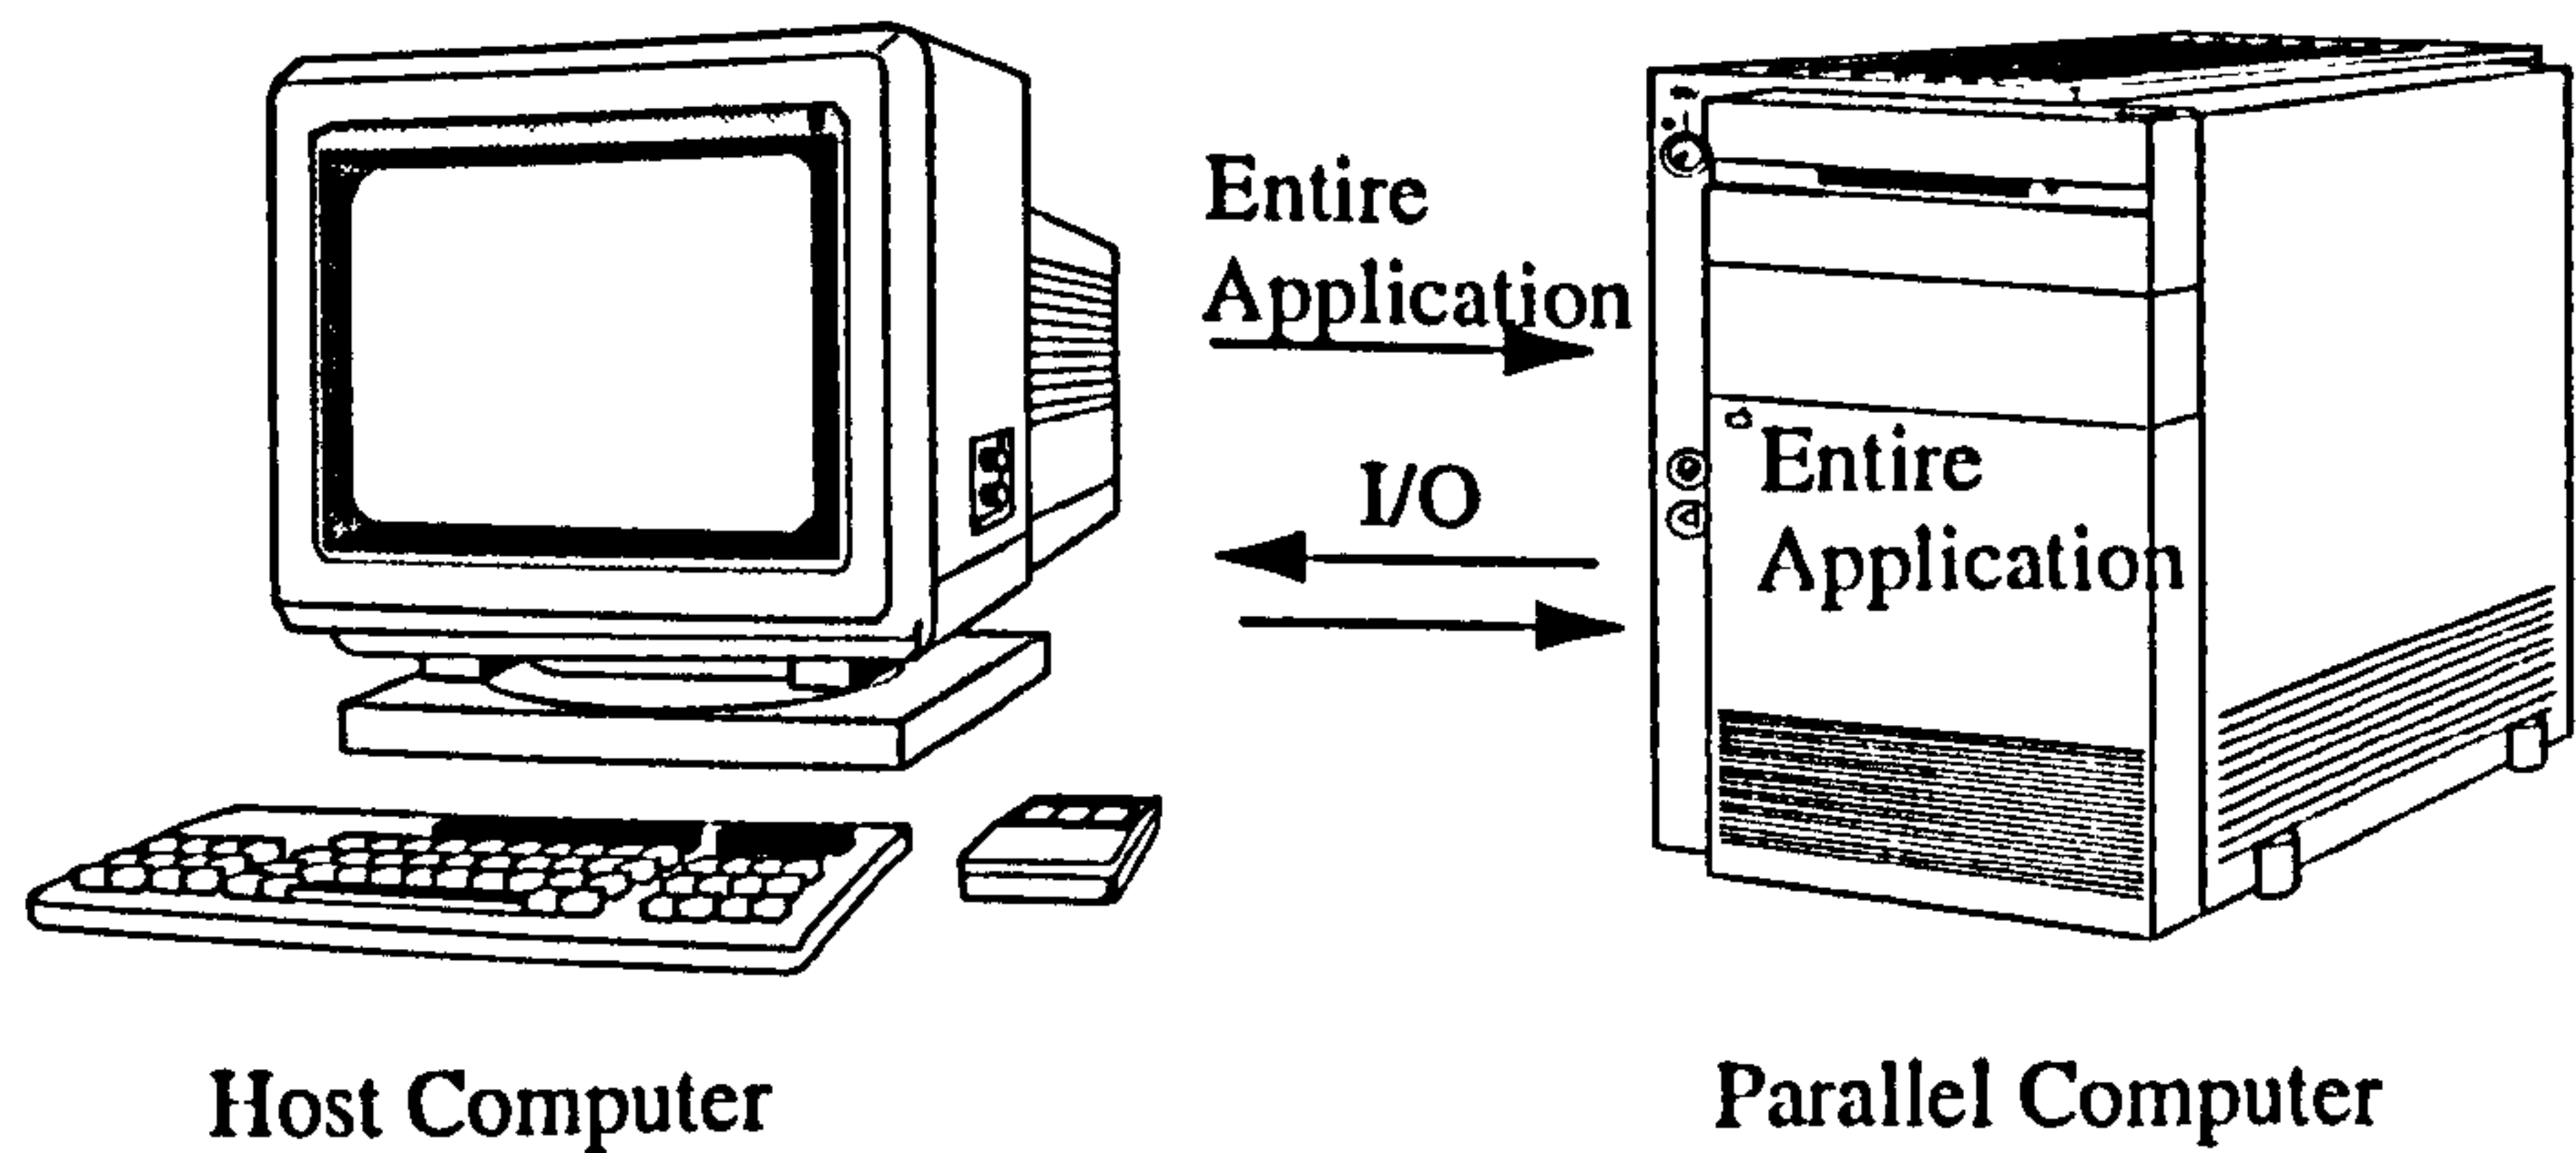 Entire
Application
I/O
Entire
Application
Host Computer
Parallel Computer